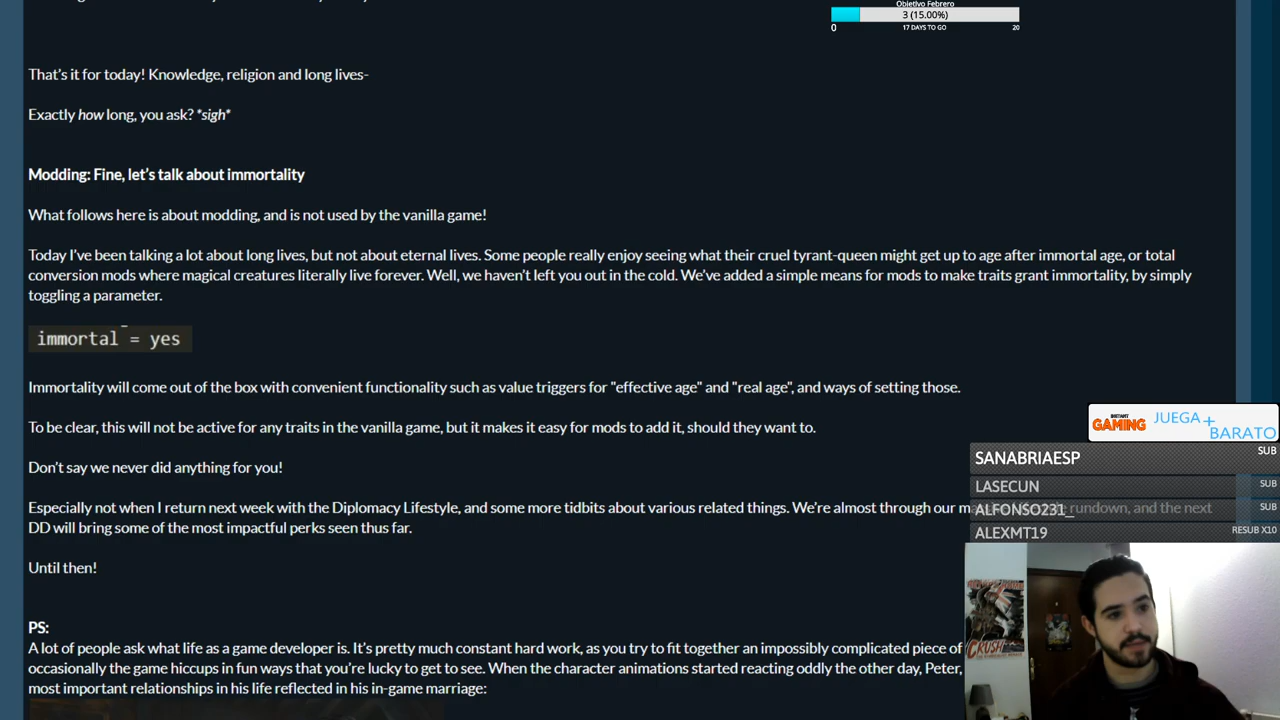 Objetivo Febrero
3 (15.00%)
0 17 DAYS TO GO 20
That's it for today! Knowledge, religion and long lives-
Exactly how long, you ask? *sigh*
Modding: Fine, let's talk about immortality
What follows here is about modding, and is not used by the vanilla game!
Today I've been talking a lot about long lives, but not about eternal lives. Some people really enjoy seeing what their cruel tyrant-queen might get up to age after immortal age, or total
conversion mods where magical creatures literally live forever. Well, we haven't left you out in the cold. We've added a simple means for mods to make traits grant immortality, by simply
toggling a parameter.
immortal = yes
Immortality will come out of the box with convenient functionality such as value triggers for "effective age" and "real age", and ways of setting those.
To be clear, this will not be active for any traits in the vanilla game, but it makes it easy for mods to add it, should they want to.
Don't say we never did anything for you!
Especially not when I return next week with the Diplomacy Lifestyle, and some more tidbits about various related things. We're almost through our rundown, and the next
DD will bring some of the most impactful perks seen thus far.
Until then!
PS:
A lot of people ask what life as a game developer is. It's pretty much constant hard work, as you try to fit together an impossibly complicated piece of
occasionally the game hiccups in fun ways that you're lucky to get to see. When the character animations started reacting oddly the other day, Peter,
most important relationships in his life reflected in his in-game marriage:
INSTANT
GAMING
JUEGA+
BARATO
SANABRIAESP SUB
LASECUN SUB
ALFONSO231_ SUB
ALEXMT19 RESUB X10
CRUSH